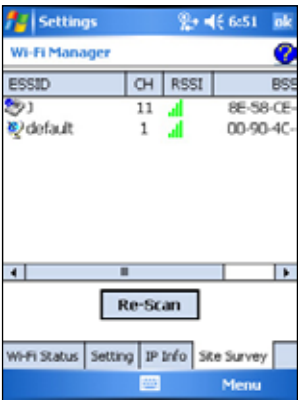 Settings 6:51 ok
Wi-Fi Manager
ESSID CH RSSI BSS
J 11 8E-58-CE-
default 1 00-90-4C-
Re-Scan
Wi-Fi Status Setting IP Info Site Survey
Menu